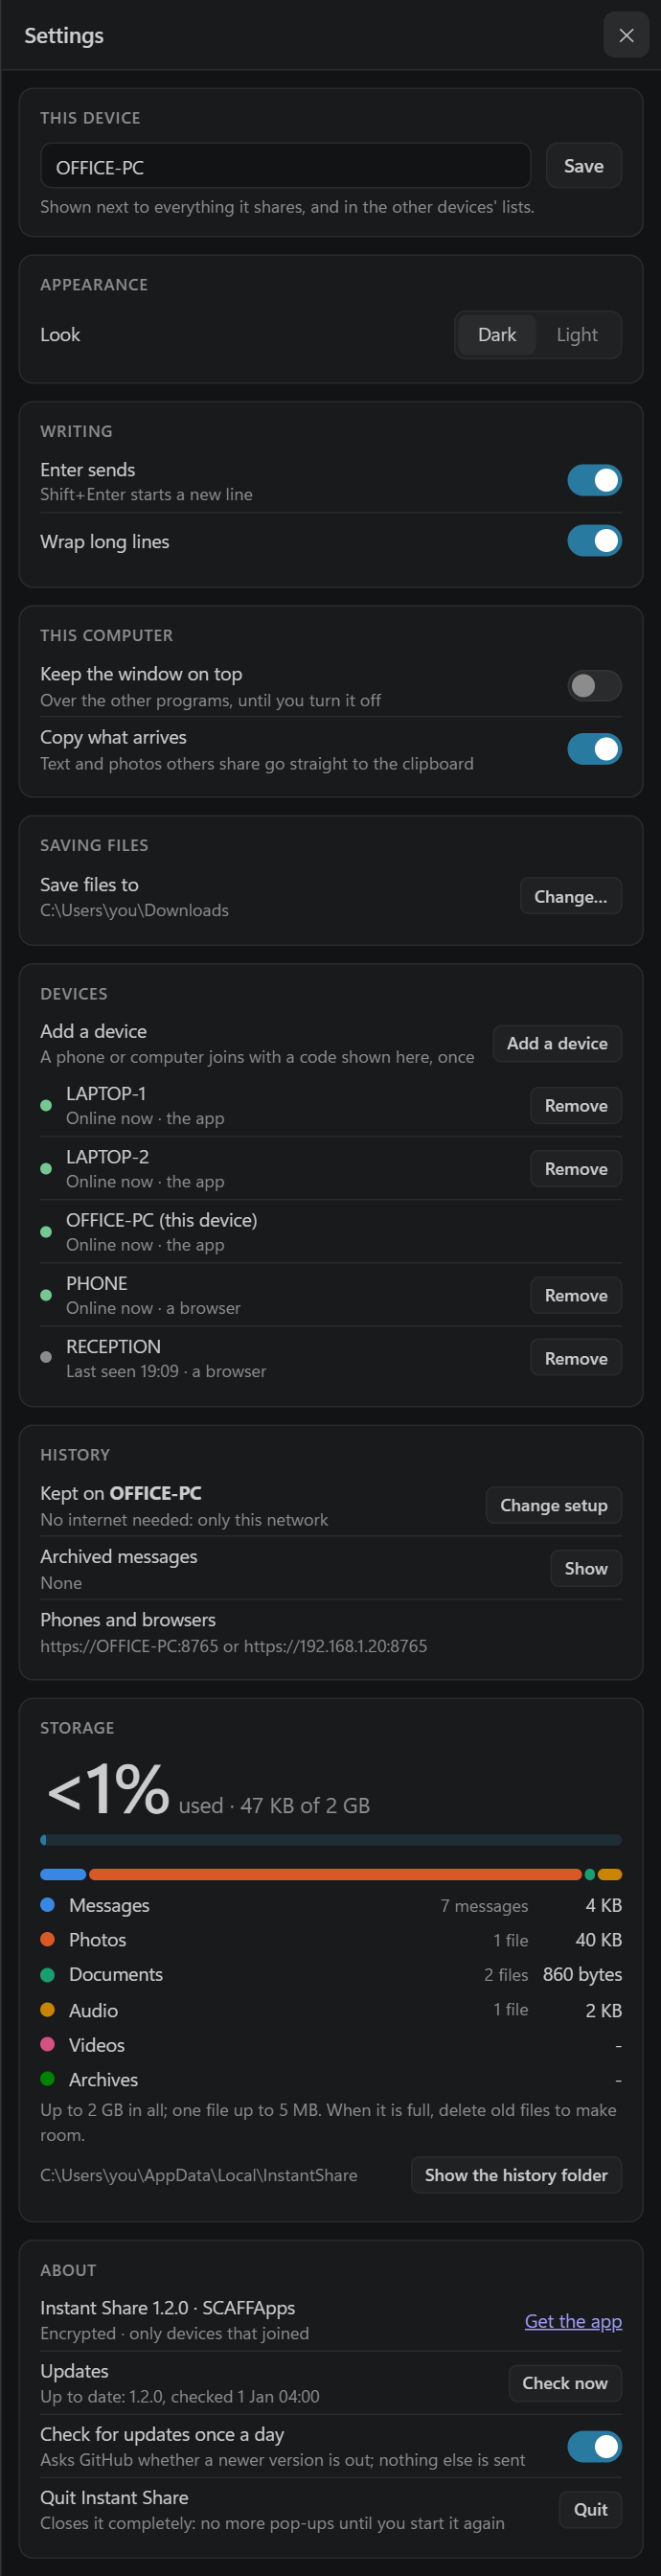 Settings
THIS DEVICE
OFFICE-PC
Save
Shown next to everything it shares, and in the other devices' lists.
APPEARANCE
Look
Dark
Light
WRITING
Enter sends
Shift+Enter starts a new line
Wrap long lines
THIS COMPUTER
Keep the window on top
Over the other programs, until you turn it off
Copy what arrives
Text and photos others share go straight to the clipboard
SAVING FILES
Save files to
C:\Users\you\Downloads
Change...
DEVICES
Add a device
A phone or computer joins with a code shown here, once
Add a device
LAPTOP-1
Online now · the app
Remove
LAPTOP-2
Online now · the app
Remove
OFFICE-PC (this device)
Online now · the app
PHONE
Online now · a browser
Remove
RECEPTION
Last seen 19:09 · a browser
Remove
HISTORY
Kept on OFFICE-PC
No internet needed: only this network
Change setup
Archived messages
None
Show
Phones and browsers
https://OFFICE-PC:8765 or https://192.168.1.20:8765
STORAGE
<1% used · 47 KB of 2 GB
Messages 7 messages 4 KB
Photos 1 file 40 KB
Documents 2 files 860 bytes
Audio 1 file 2 KB
Videos -
Archives -
Up to 2 GB in all; one file up to 5 MB. When it is full, delete old files to make
room.
C:\Users\you\AppData\Local\InstantShare
Show the history folder
ABOUT
Instant Share 1.2.0 · SCAFFApps
Encrypted · only devices that joined
Get the app
Updates
Up to date: 1.2.0, checked 1 Jan 04:00
Check now
Check for updates once a day
Asks GitHub whether a newer version is out; nothing else is sent
Quit Instant Share
Closes it completely: no more pop-ups until you start it again
Quit